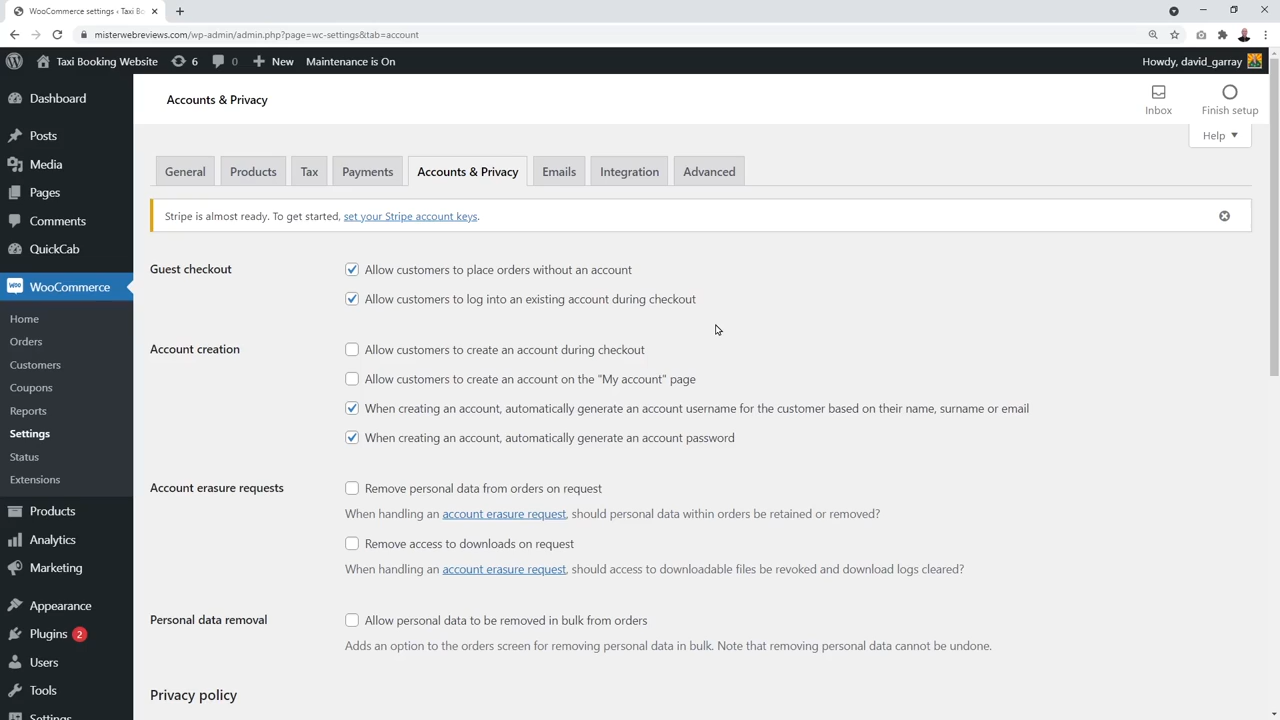 WooCommerce settings ‹ Taxi Bo
misterwebreviews.com/wp-admin/admin.php?page=wc-settings&tab=account
Taxi Booking Website
6
0
New
Maintenance is On
Howdy, david_garray
Dashboard
Posts
Media
Pages
Comments
QuickCab
WooCommerce
Home
Orders
Customers
Coupons
Reports
Settings
Status
Extensions
Products
Analytics
Marketing
Appearance
Plugins 2
Users
Tools
Settings
Accounts & Privacy
Inbox
Finish setup
Help
General
Products
Tax
Payments
Accounts & Privacy
Emails
Integration
Advanced
Stripe is almost ready. To get started, set your Stripe account keys.
Guest checkout
Allow customers to place orders without an account
Allow customers to log into an existing account during checkout
Account creation
Allow customers to create an account during checkout
Allow customers to create an account on the "My account" page
When creating an account, automatically generate an account username for the customer based on their name, surname or email
When creating an account, automatically generate an account password
Account erasure requests
Remove personal data from orders on request
When handling an account erasure request, should personal data within orders be retained or removed?
Remove access to downloads on request
When handling an account erasure request, should access to downloadable files be revoked and download logs cleared?
Personal data removal
Allow personal data to be removed in bulk from orders
Adds an option to the orders screen for removing personal data in bulk. Note that removing personal data cannot be undone.
Privacy policy